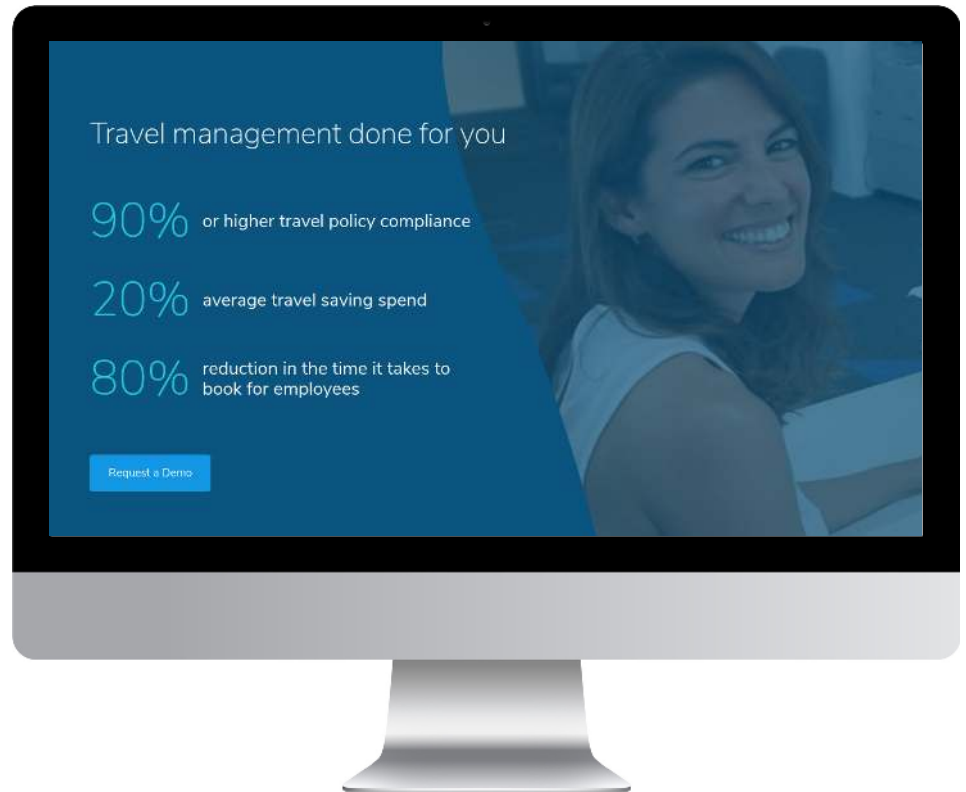 Travel management done for you
90% or higher travel policy compliance
20% average travel saving spend
80% reduction in the time it takes to
book for employees
Request a Demo